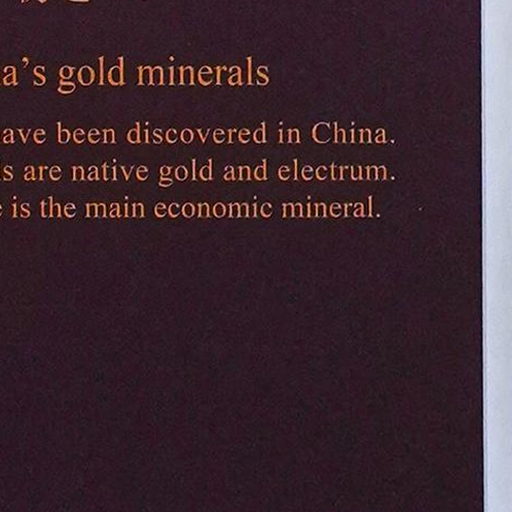 a's gold minerals
ave been discovered in China.
s are native gold and electrum.
e is the main economic mineral.